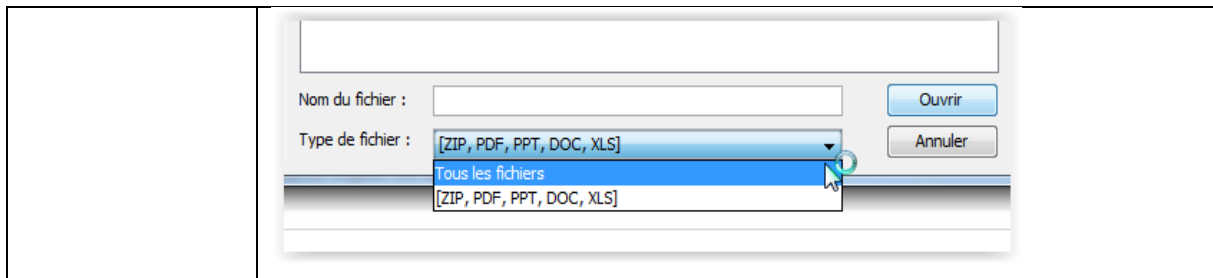 Nom du fichier :
Ouvrir
Type de fichier :
[ZIP, PDF, PPT, DOC, XLS]
Annuler
Tous les fichiers
[ZIP, PDF, PPT, DOC, XLS]